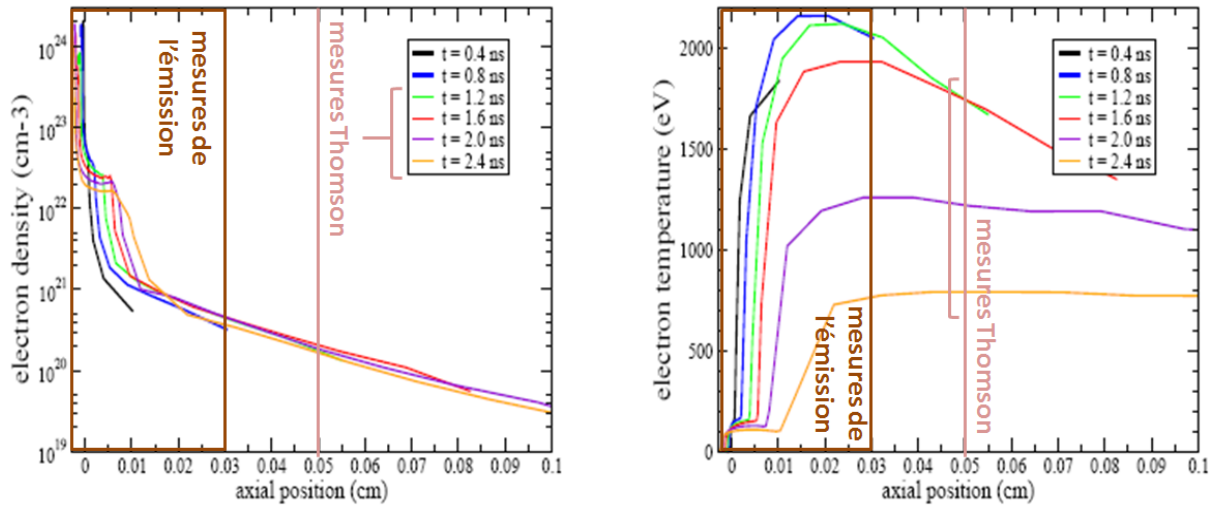 electron density (cm-3)
10^24
10^23
10^22
10^21
10^20
10^19
mesures de
l'émission
mesures Thomson
t = 0.4 ns
t = 0.8 ns
t = 1.2 ns
t = 1.6 ns
t = 2.0 ns
t = 2.4 ns
0 0.01 0.02 0.03 0.04 0.05 0.06 0.07 0.08 0.09 0.1
axial position (cm)
electron temperature (eV)
2000
1500
1000
500
0
mesures de
l'émission
mesures Thomson
t = 0.4 ns
t = 0.8 ns
t = 1.2 ns
t = 1.6 ns
t = 2.0 ns
t = 2.4 ns
0 0.01 0.02 0.03 0.04 0.05 0.06 0.07 0.08 0.09 0.1
axial position (cm)